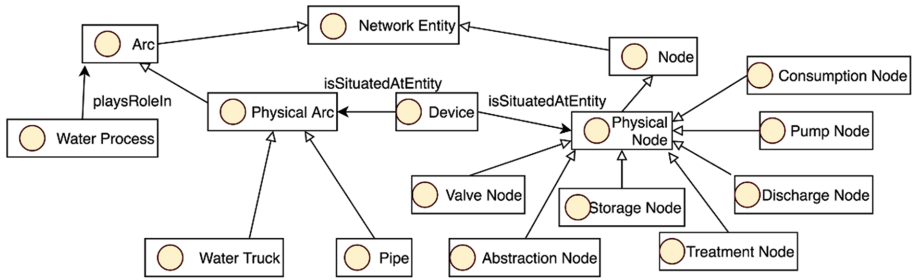 Network Entity
Arc
Node
isSituatedAtEntity
Consumption Node
playsRoleIn
Physical Arc
Device
isSituatedAtEntity
Physical
Node
Pump Node
Water Process
Valve Node
Storage Node
Discharge Node
Water Truck
Pipe
Abstraction Node
Treatment Node